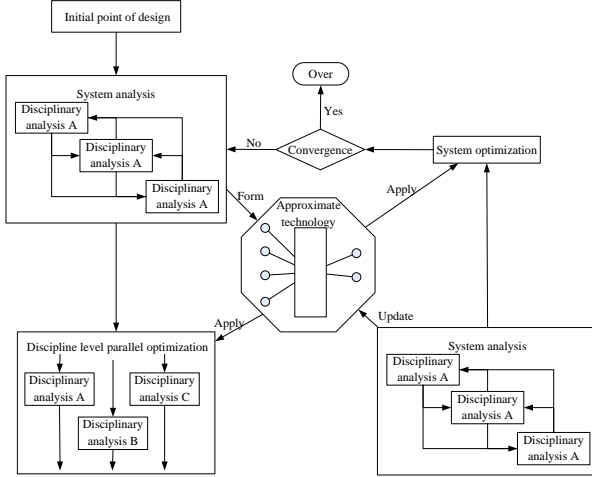 Initial point of design
System analysis
Disciplinary
analysis A
Disciplinary
analysis A
Disciplinary
analysis A
Over
Yes
No
Convergence
System optimization
Form
Apply
Approximate
technology
Apply
Update
Discipline level parallel optimization
Disciplinary
analysis A
Disciplinary
analysis C
Disciplinary
analysis B
System analysis
Disciplinary
analysis A
Disciplinary
analysis A
Disciplinary
analysis A